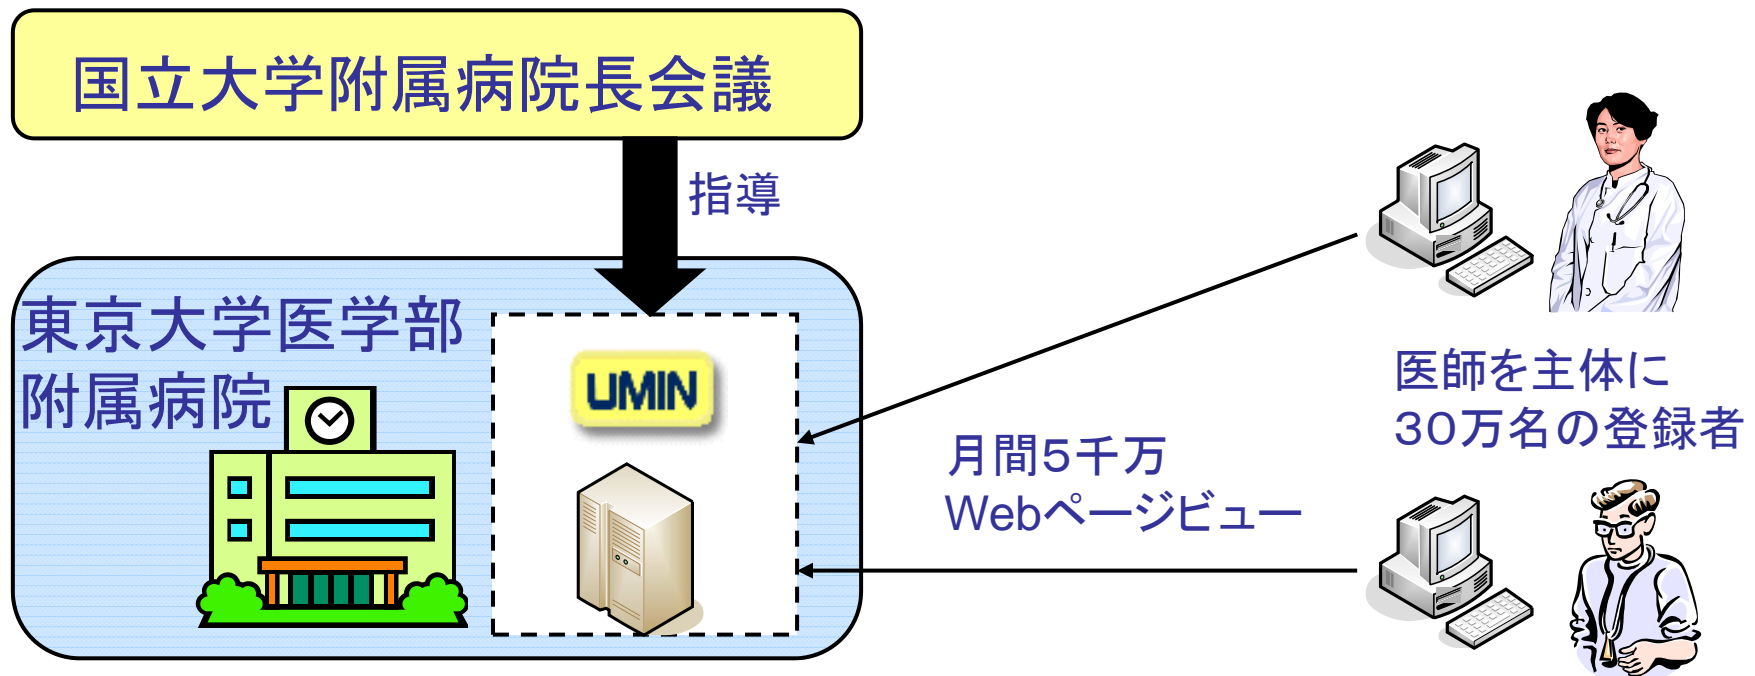 国立大学附属病院長会議
指導
東京大学医学部
附属病院
UMIN
月間5千万
Webページビュー
医師を主体に
30万名の登録者